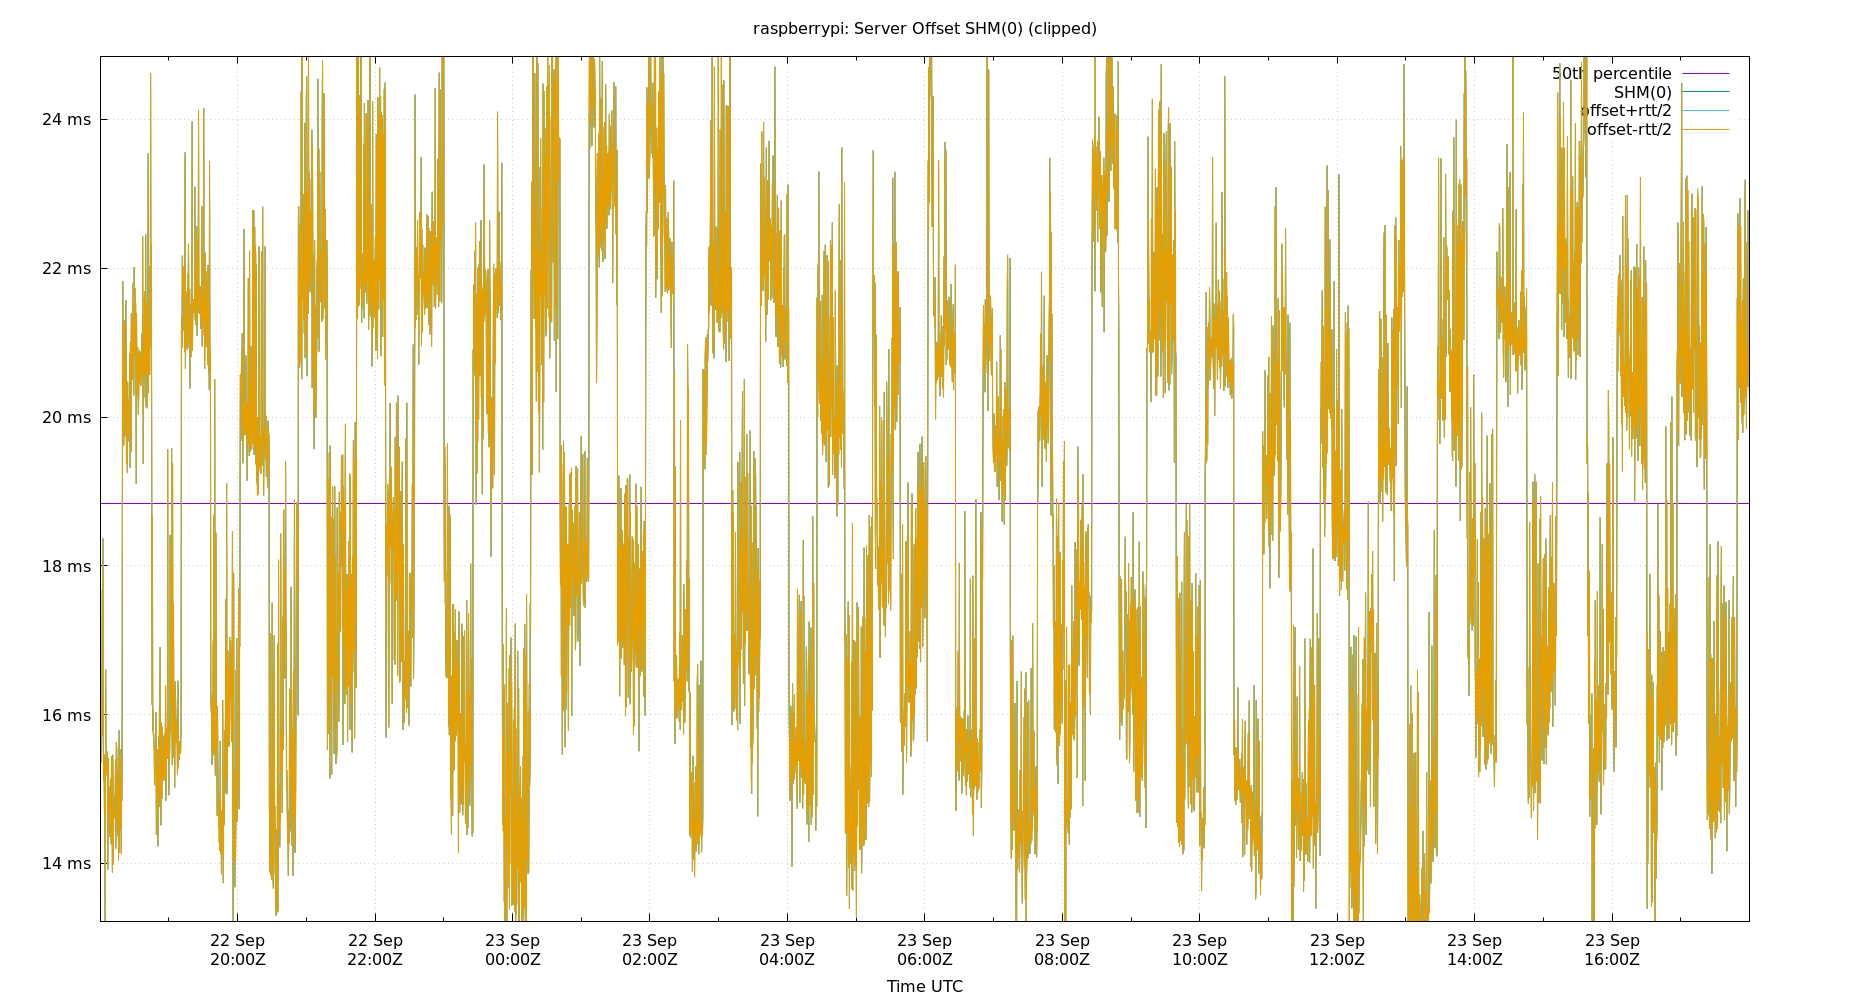 raspberrypi: Server Offset SHM(0) (clipped)
50th percentile
SHM(0)
offset+rtt/2
offset-rtt/2
24 ms
22 ms
20 ms
18 ms
16 ms
14 ms
22 Sep 22 Sep 23 Sep 23 Sep 23 Sep 23 Sep 23 Sep 23 Sep 23 Sep 23 Sep 23 Sep
20:00Z 22:00Z 00:00Z 02:00Z 04:00Z 06:00Z 08:00Z 10:00Z 12:00Z 14:00Z 16:00Z
Time UTC